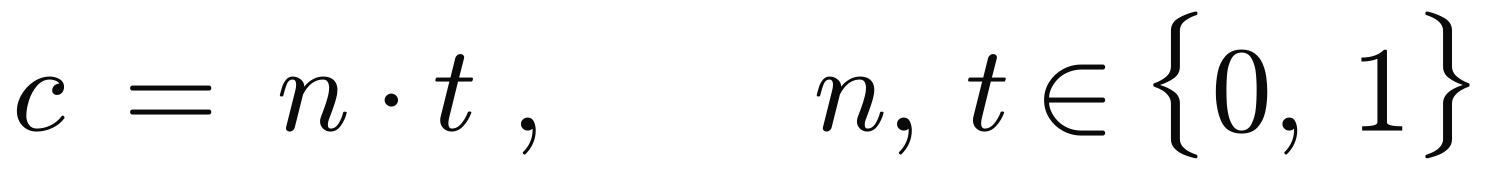 c = n · t , n, t ∈ {0, 1}